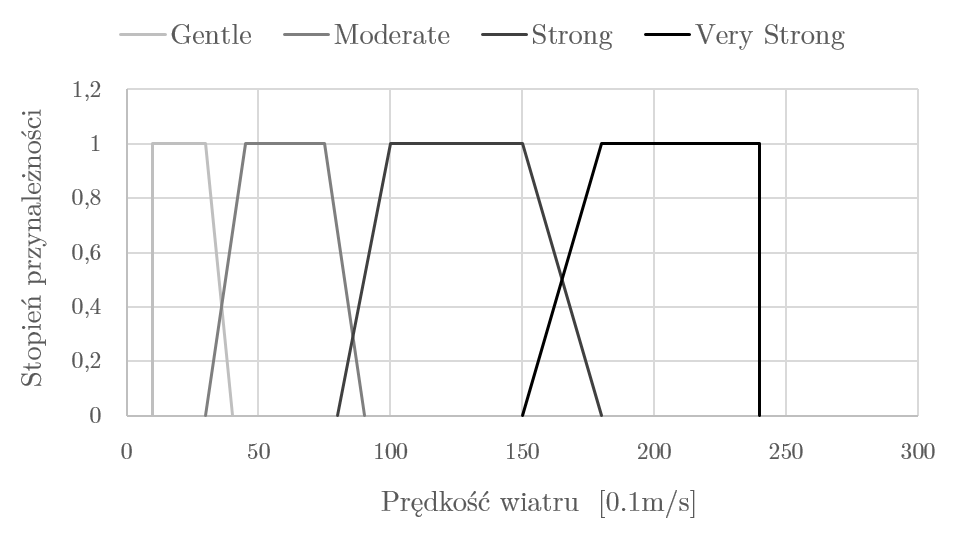 Gentle Moderate Strong Very Strong
Stopień przynależności
1,2
1
0,8
0,6
0,4
0,2
0
0 50 100 150 200 250 300
Prędkość wiatru [0.1m/s]